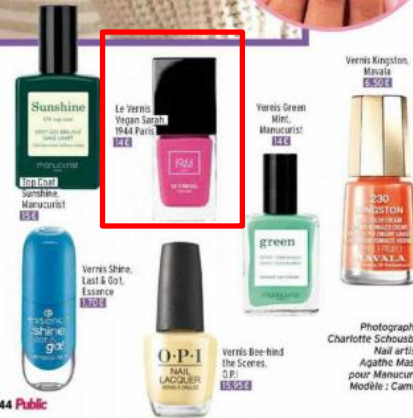 Sunshine
manucurist
Top Coat
Sunshine,
Manucurist
15€
Le Vernis
Vegan Sarah,
1944 Paris
14€
1944
Vernis Green
Mint,
Manucurist
14€
green
manucurist
Vernis Kingston,
Mavala
6,50€
230
KINGSTON
MAVALA
essence
shine
last &
go!
Vernis Shine,
Last & Go!,
Essence
1,70€
O·P·I
NAIL
LACQUER
Vernis Bee-hind
the Scenes,
O.P.I
15,95€
Photograph
Charlotte Schousb
Nail artis
Agathe Mas
pour Manucur
Modèle : Cam
44 Public